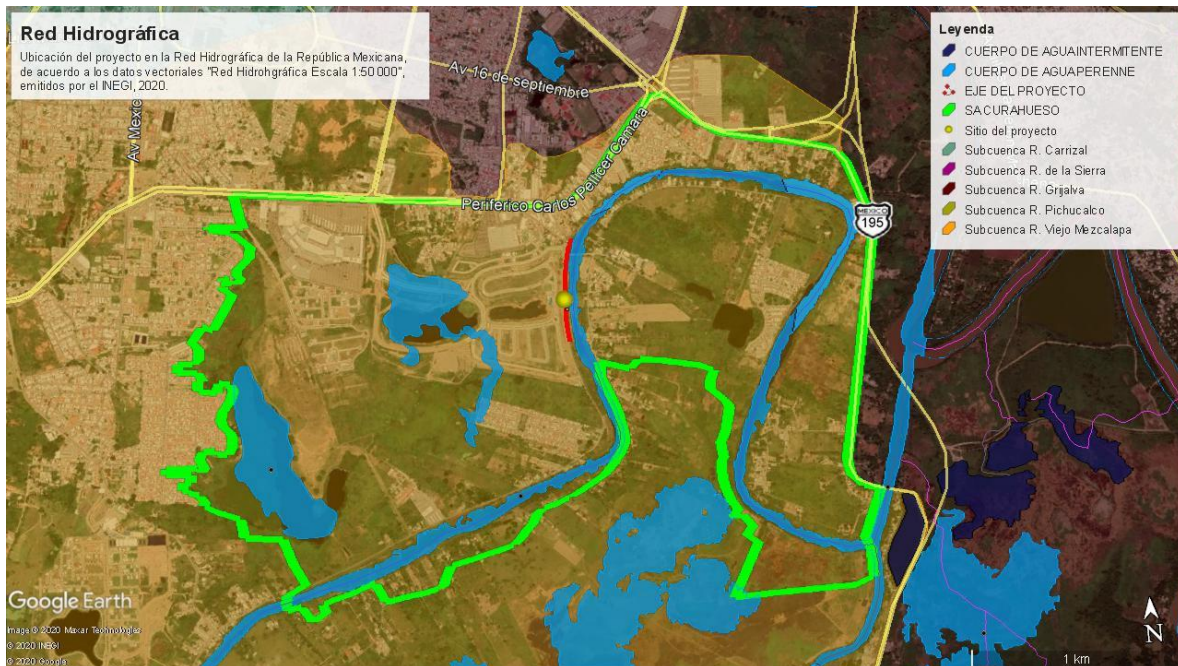 Red Hidrográfica
Ubicación del proyecto en la Red Hidrográfica de la República Mexicana,
de acuerdo a los datos vectoriales "Red Hidrohgráfica Escala 1:50 000",
emitidos por el INEGI, 2020.
Leyenda
CUERPO DE AGUAINTERMITENTE
CUERPO DE AGUAPERENNE
EJE DEL PROYECTO
SACURAHUESO
Sitio del proyecto
Subcuenca R. Carrizal
Subcuenca R. de la Sierra
Subcuenca R. Grijalva
Subcuenca R. Pichucalco
Subcuenca R. Viejo Mezcalapa
Av 16 de septiembre
Av Mexico
Periferico Carlos Pellicer Camara
MEXICO
195
Google Earth
Image © 2020 Maxar Technologies
© 2020 INEGI
© 2020 Google
N
1 km